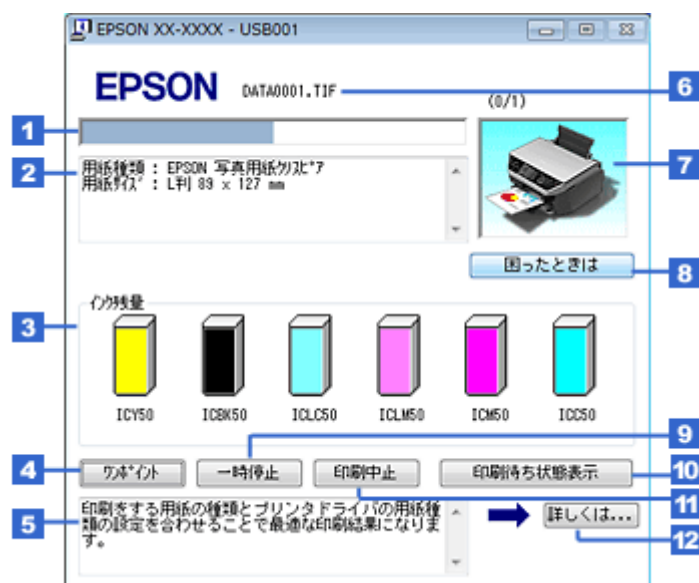 EPSON XX-XXXX - USB001
EPSON DATA0001.TIF
6
(0/1)
1
2
用紙種類 : EPSON 写真用紙ｸﾘｽﾋﾟｱ
用紙ｻｲｽﾞ : L判 89 x 127 mm
7
困ったときは
8
3
ｲﾝｸ残量
ICY50 ICBK50 ICLC50 ICLM50 ICM50 ICC50
9
4
ﾜﾝﾎﾟｲﾝﾄ 一時停止 印刷中止 印刷待ち状態表示
10
11
5
印刷をする用紙の種類とプリンタドライバの用紙種
類の設定を合わせることで最適な印刷結果になりま
す。
詳しくは...
12